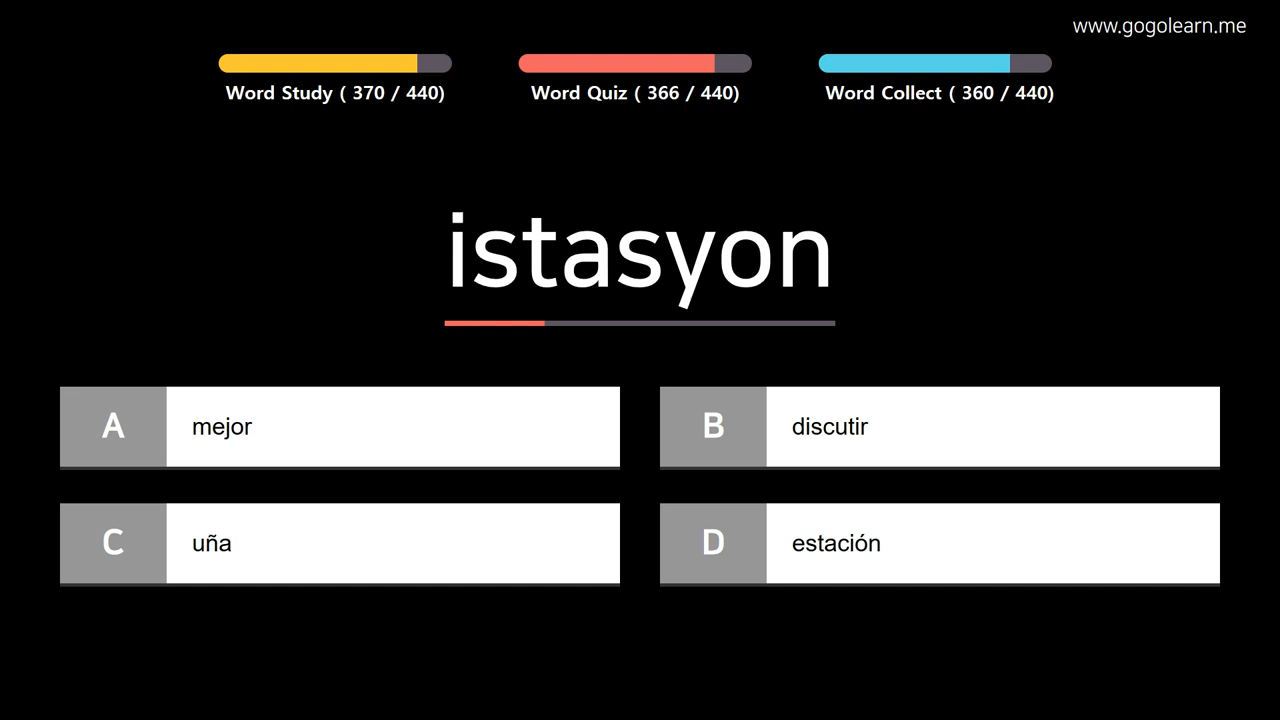 www.gogolearn.me
Word Study ( 370 / 440)
Word Quiz ( 366 / 440)
Word Collect ( 360 / 440)
istasyon
A mejor
B discutir
C uña
D estación